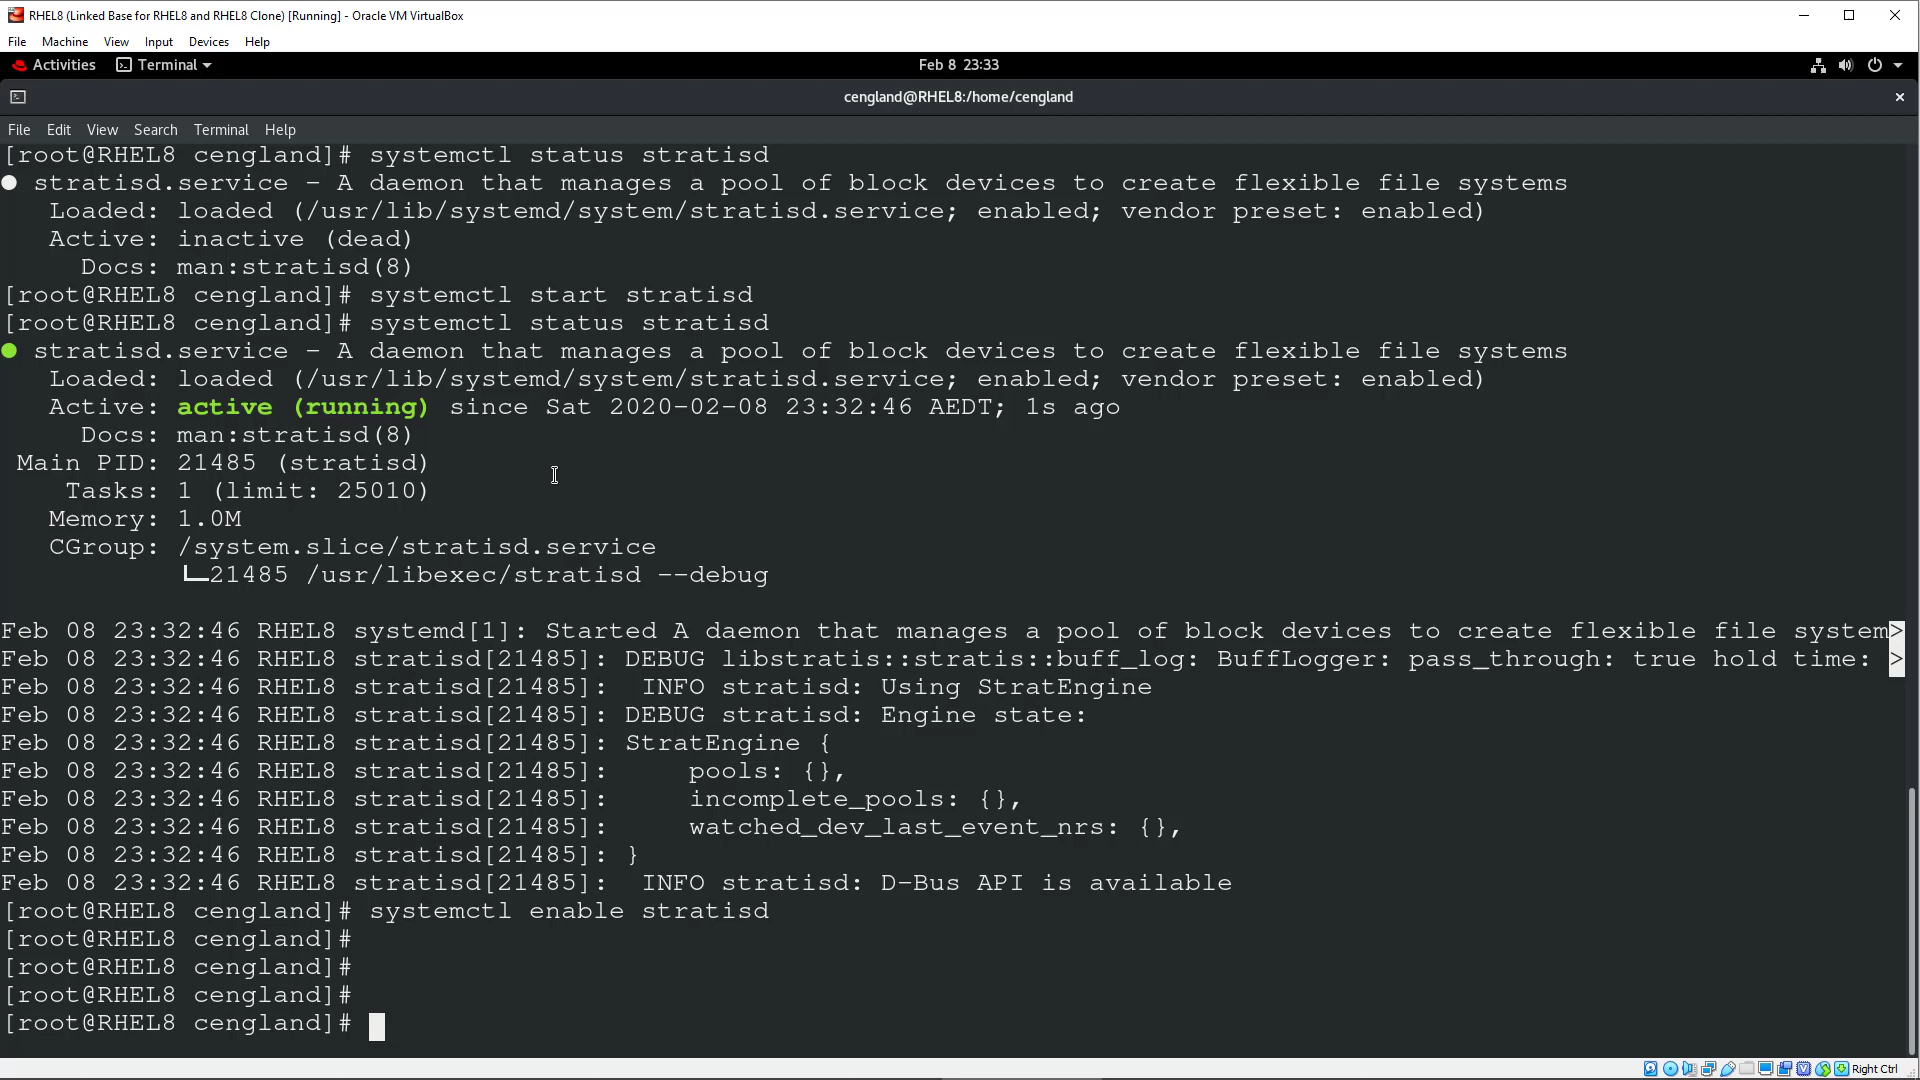 RHEL8 (Linked Base for RHEL8 and RHEL8 Clone) [Running] - Oracle VM VirtualBox
File Machine View Input Devices Help
Activities Terminal Feb 8 23:33
cengland@RHEL8:/home/cengland
File Edit View Search Terminal Help
[root@RHEL8 cengland]# systemctl status stratisd
● stratisd.service - A daemon that manages a pool of block devices to create flexible file systems
   Loaded: loaded (/usr/lib/systemd/system/stratisd.service; enabled; vendor preset: enabled)
   Active: inactive (dead)
     Docs: man:stratisd(8)
[root@RHEL8 cengland]# systemctl start stratisd
[root@RHEL8 cengland]# systemctl status stratisd
● stratisd.service - A daemon that manages a pool of block devices to create flexible file systems
   Loaded: loaded (/usr/lib/systemd/system/stratisd.service; enabled; vendor preset: enabled)
   Active: active (running) since Sat 2020-02-08 23:32:46 AEDT; 1s ago
     Docs: man:stratisd(8)
 Main PID: 21485 (stratisd)
    Tasks: 1 (limit: 25010)
   Memory: 1.0M
   CGroup: /system.slice/stratisd.service
           └─21485 /usr/libexec/stratisd --debug
Feb 08 23:32:46 RHEL8 systemd[1]: Started A daemon that manages a pool of block devices to create flexible file system>
Feb 08 23:32:46 RHEL8 stratisd[21485]: DEBUG libstratis::stratis::buff_log: BuffLogger: pass_through: true hold time: >
Feb 08 23:32:46 RHEL8 stratisd[21485]:  INFO stratisd: Using StratEngine
Feb 08 23:32:46 RHEL8 stratisd[21485]: DEBUG stratisd: Engine state:
Feb 08 23:32:46 RHEL8 stratisd[21485]: StratEngine {
Feb 08 23:32:46 RHEL8 stratisd[21485]:     pools: {},
Feb 08 23:32:46 RHEL8 stratisd[21485]:     incomplete_pools: {},
Feb 08 23:32:46 RHEL8 stratisd[21485]:     watched_dev_last_event_nrs: {},
Feb 08 23:32:46 RHEL8 stratisd[21485]: }
Feb 08 23:32:46 RHEL8 stratisd[21485]:  INFO stratisd: D-Bus API is available
[root@RHEL8 cengland]# systemctl enable stratisd
[root@RHEL8 cengland]#
[root@RHEL8 cengland]#
[root@RHEL8 cengland]#
[root@RHEL8 cengland]#
Right Ctrl